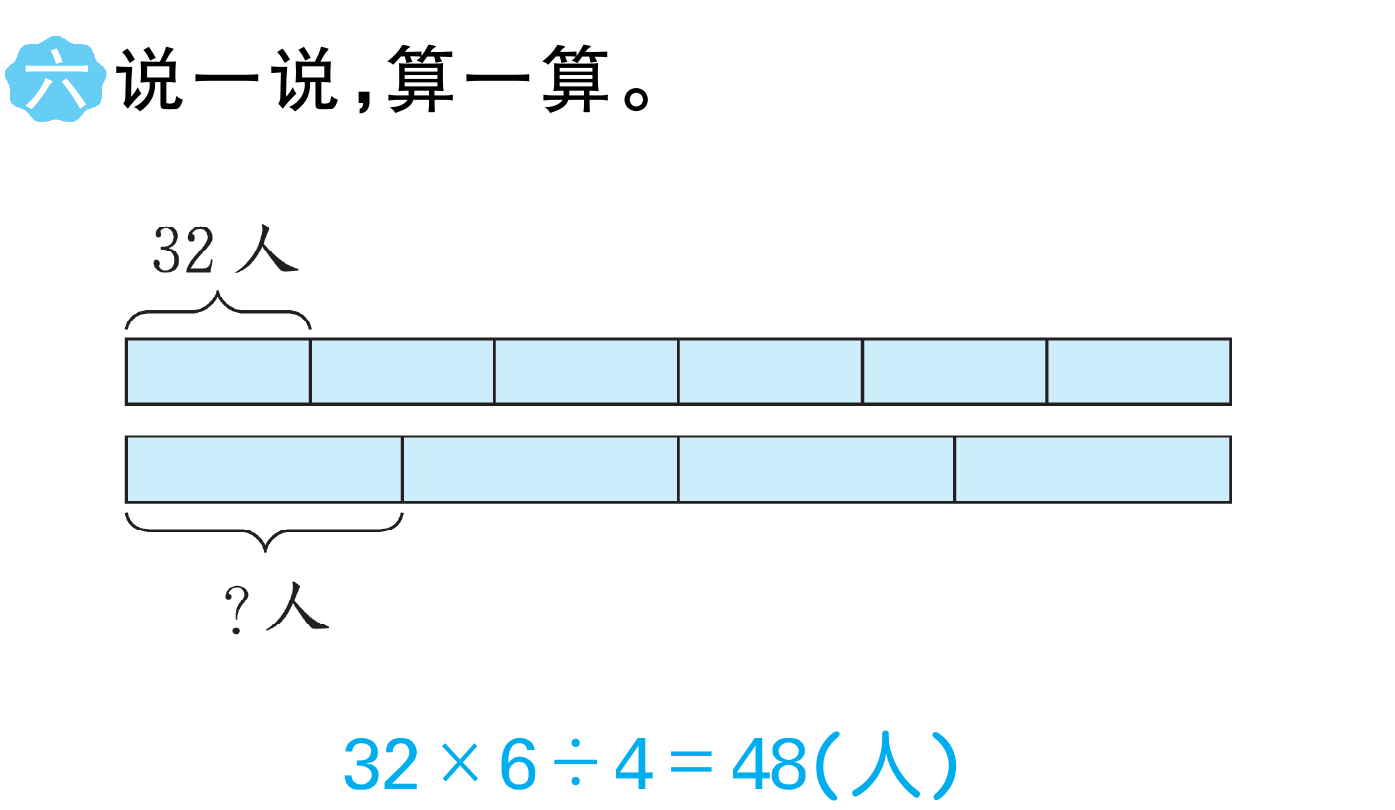 六 说一说,算一算。
32 人
? 人
32×6÷4=48(人)